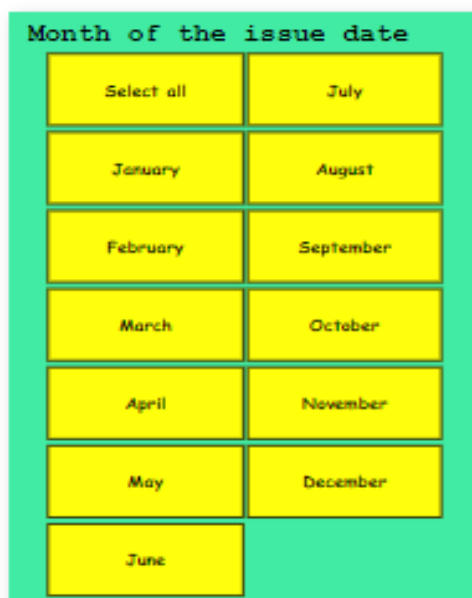 Month of the issue date
Select all
July
January
August
February
September
March
October
April
November
May
December
June